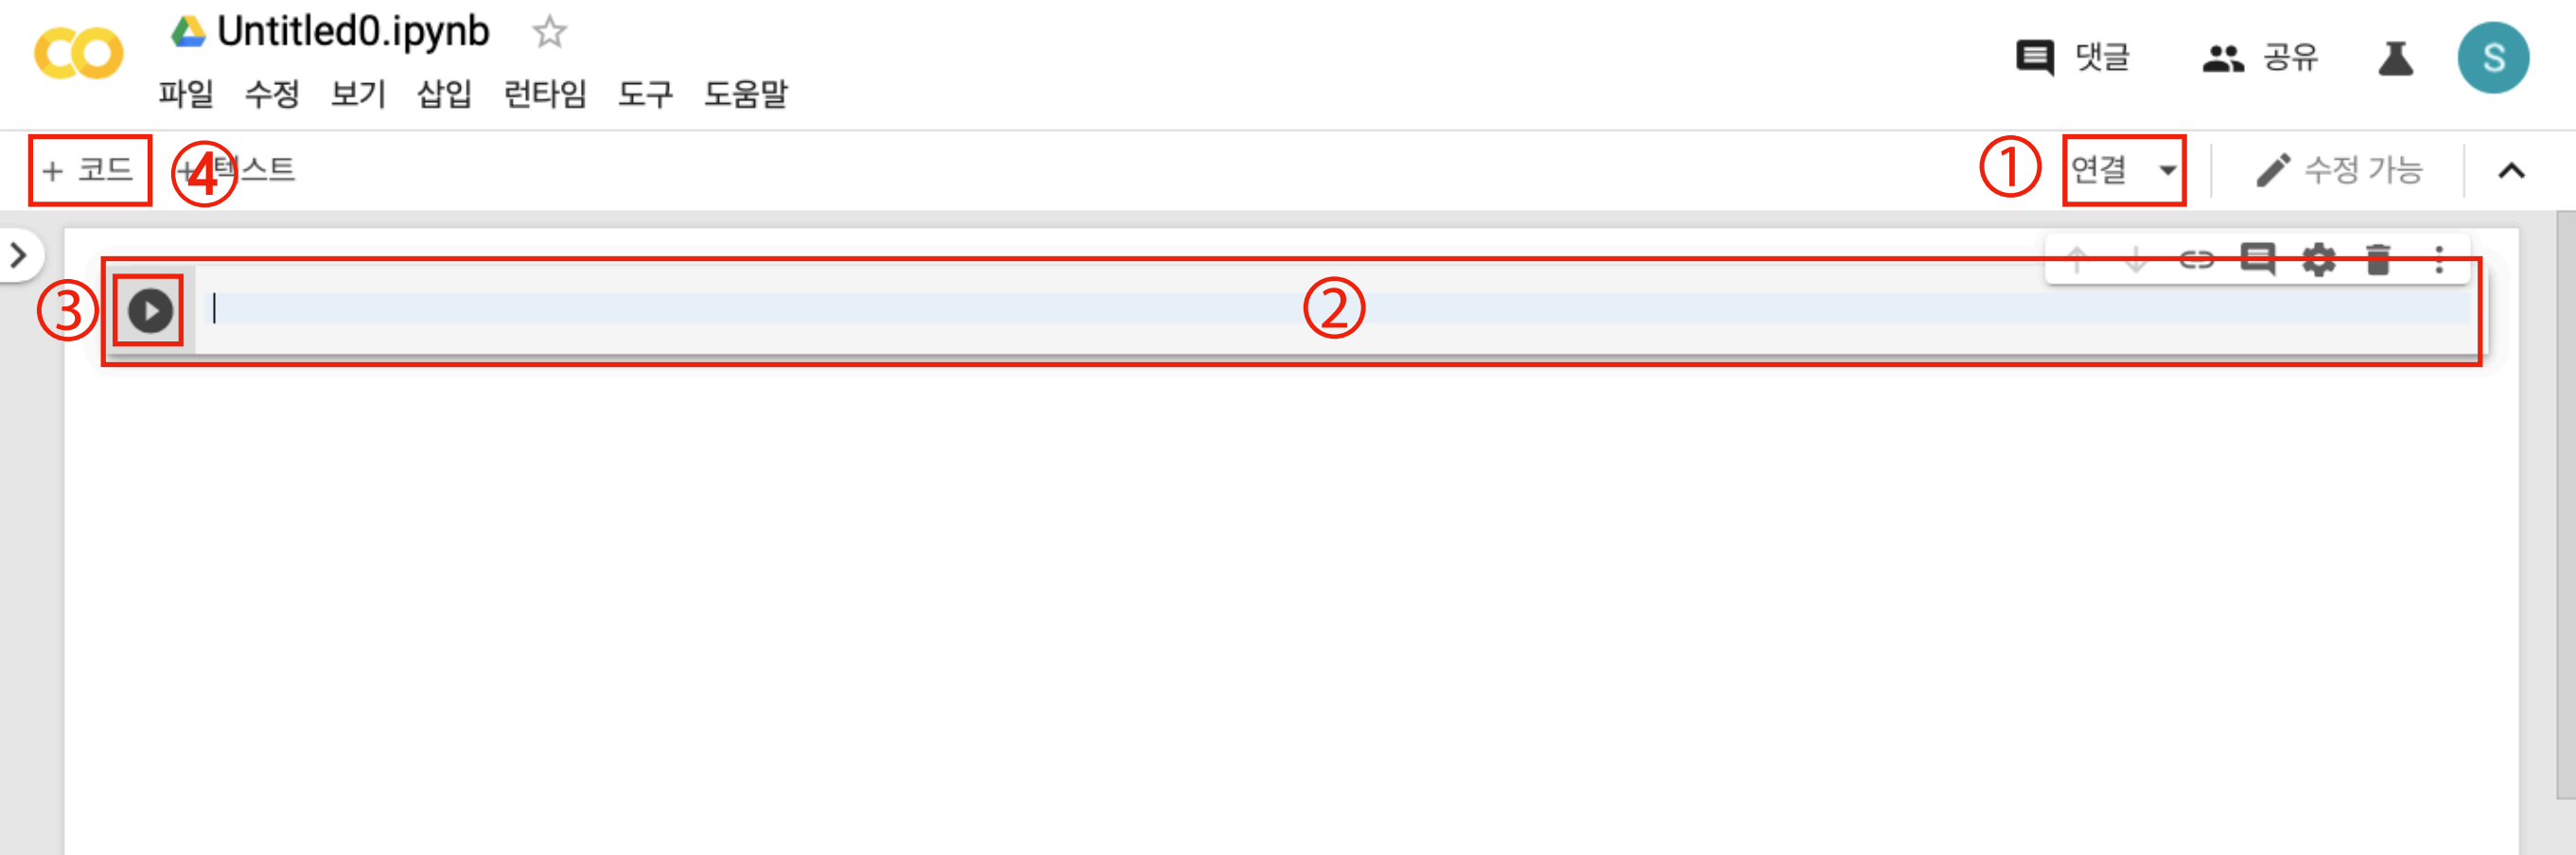 Untitled0.ipynb
댓글 공유 S
파일 수정 보기 삽입 런타임 도구 도움말
+ 코드 ④ + 텍스트 ① 연결 수정 가능
③ ②